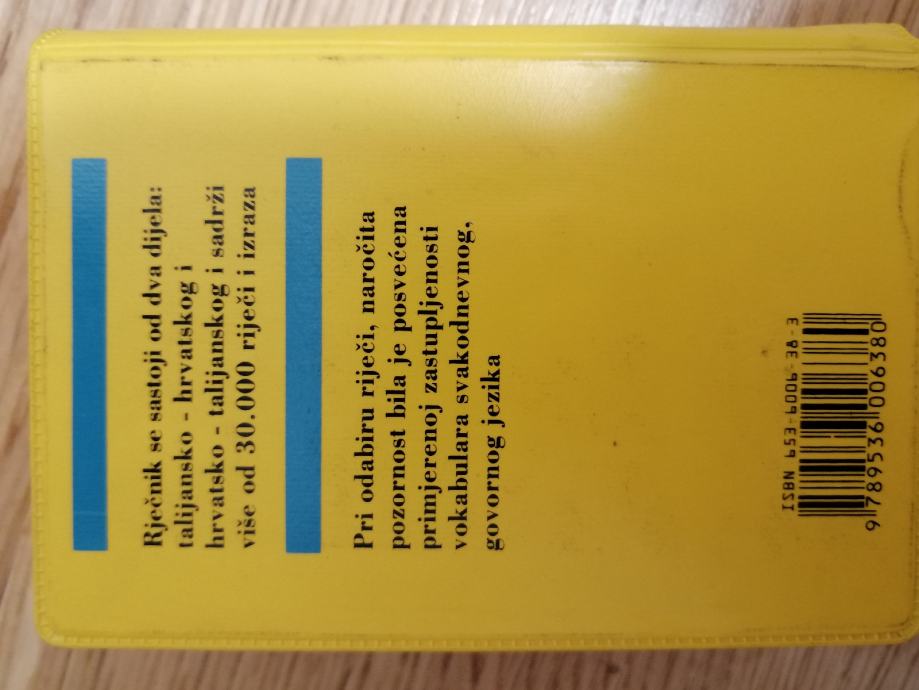 Rječnik se sastoji od dva dijela:
talijansko - hrvatskog i
hrvatsko - talijanskog i sadrži
više od 30.000 riječi i izraza
Pri odabiru riječi, naročita
pozornost bila je posvećena
primjerenoj zastupljenosti
vokabulara svakodnevnog,
govornog jezika
ISBN 953-6006-38-3
9 789536 006380